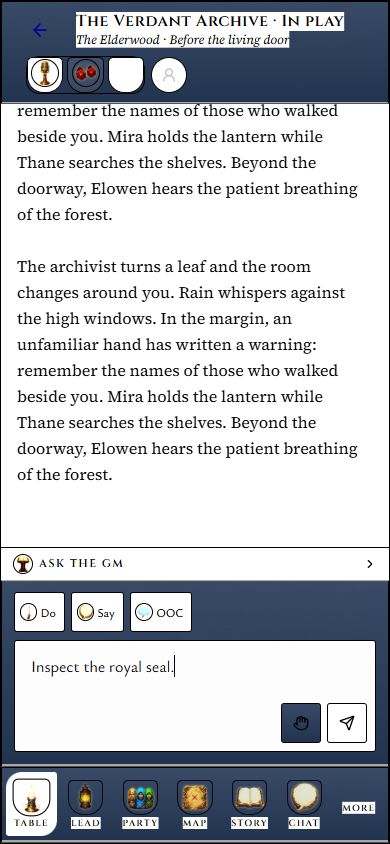 The Verdant Archive · In play
The Elderwood · Before the living door
remember the names of those who walked
beside you. Mira holds the lantern while
Thane searches the shelves. Beyond the
doorway, Elowen hears the patient breathing
of the forest.
The archivist turns a leaf and the room
changes around you. Rain whispers against
the high windows. In the margin, an
unfamiliar hand has written a warning:
remember the names of those who walked
beside you. Mira holds the lantern while
Thane searches the shelves. Beyond the
doorway, Elowen hears the patient breathing
of the forest.
ASK THE GM
Do Say OOC
Inspect the royal seal.
TABLE LEAD PARTY MAP STORY CHAT MORE